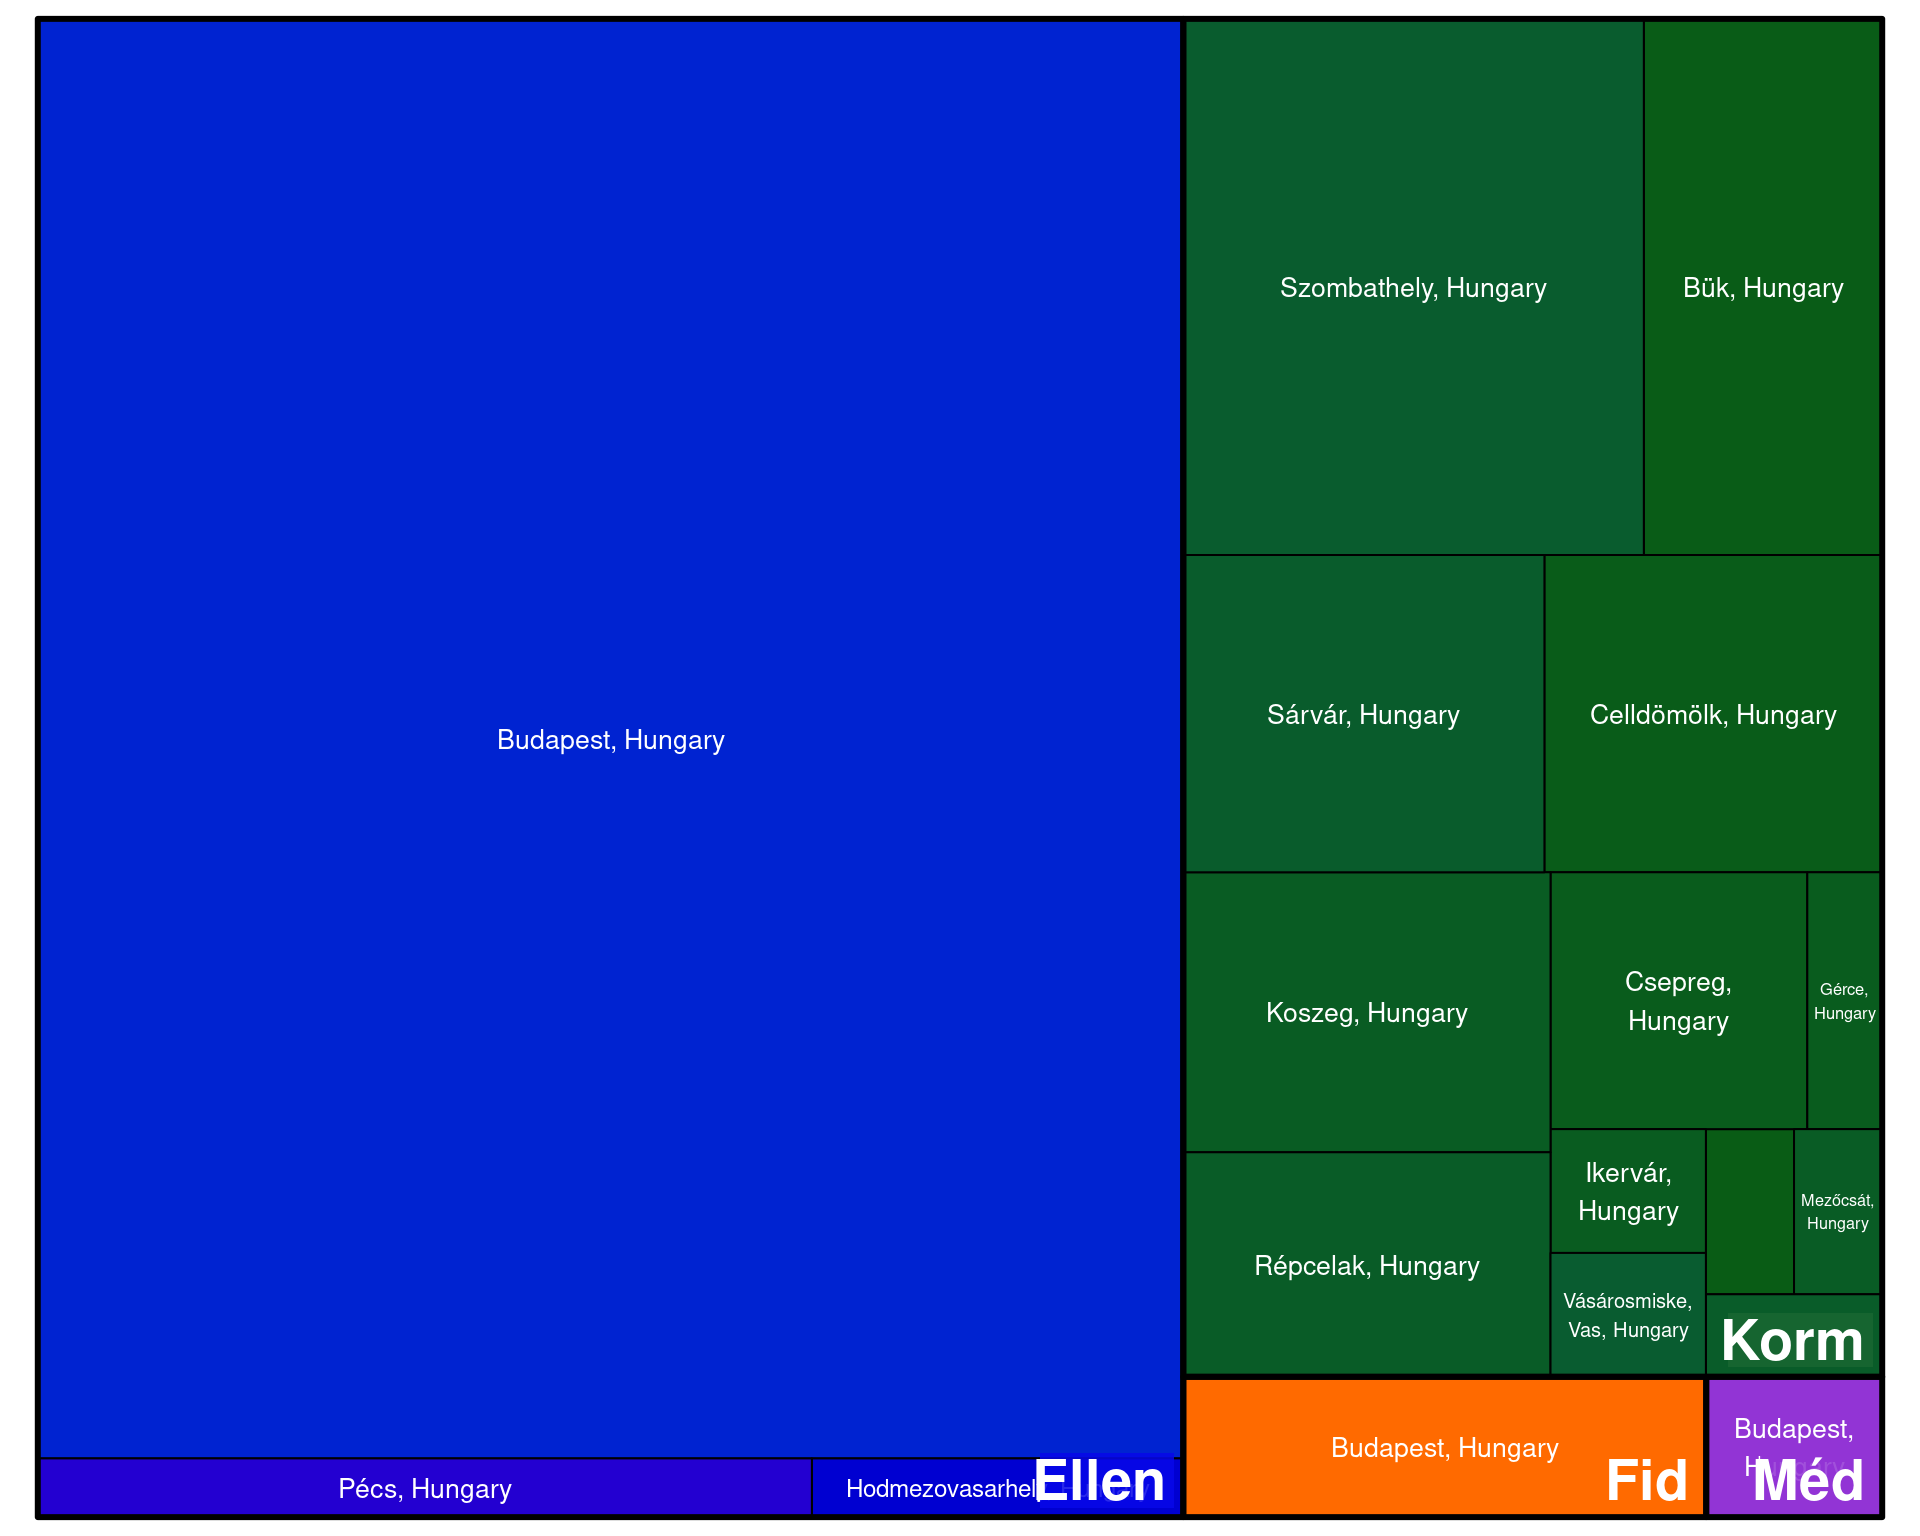 Budapest, Hungary
Pécs, Hungary
Ellen
Szombathely, Hungary
Bük, Hungary
Sárvár, Hungary
Celldömölk, Hungary
Koszeg, Hungary
Csepreg,
Hungary
Gérce,
Hungary
Répcelak, Hungary
Ikervár,
Hungary
Mezőcsát,
Hungary
Vásárosmiske,
Vas, Hungary
Korm
Budapest, Hungary
Fid
Budapest,
Hungary
Méd